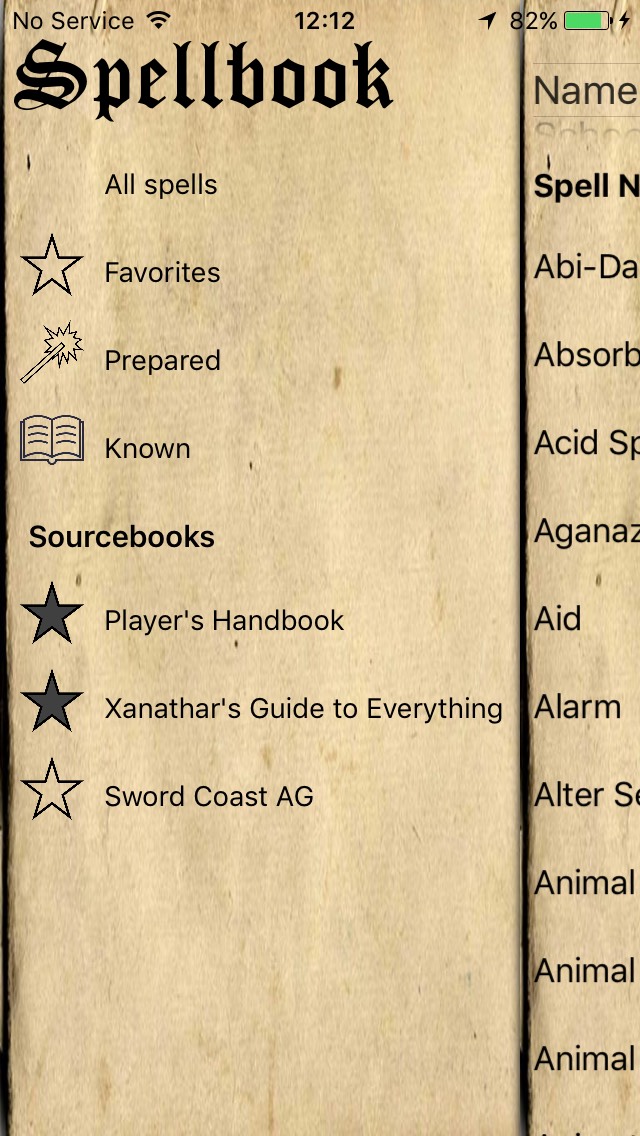 No Service 12:12 82%
Spellbook
All spells
Favorites
Prepared
Known
Sourcebooks
Player's Handbook
Xanathar's Guide to Everything
Sword Coast AG
Name
Spell N
Abi-Da
Absorb
Acid Sp
Aganaz
Aid
Alarm
Alter Se
Animal
Animal
Animal